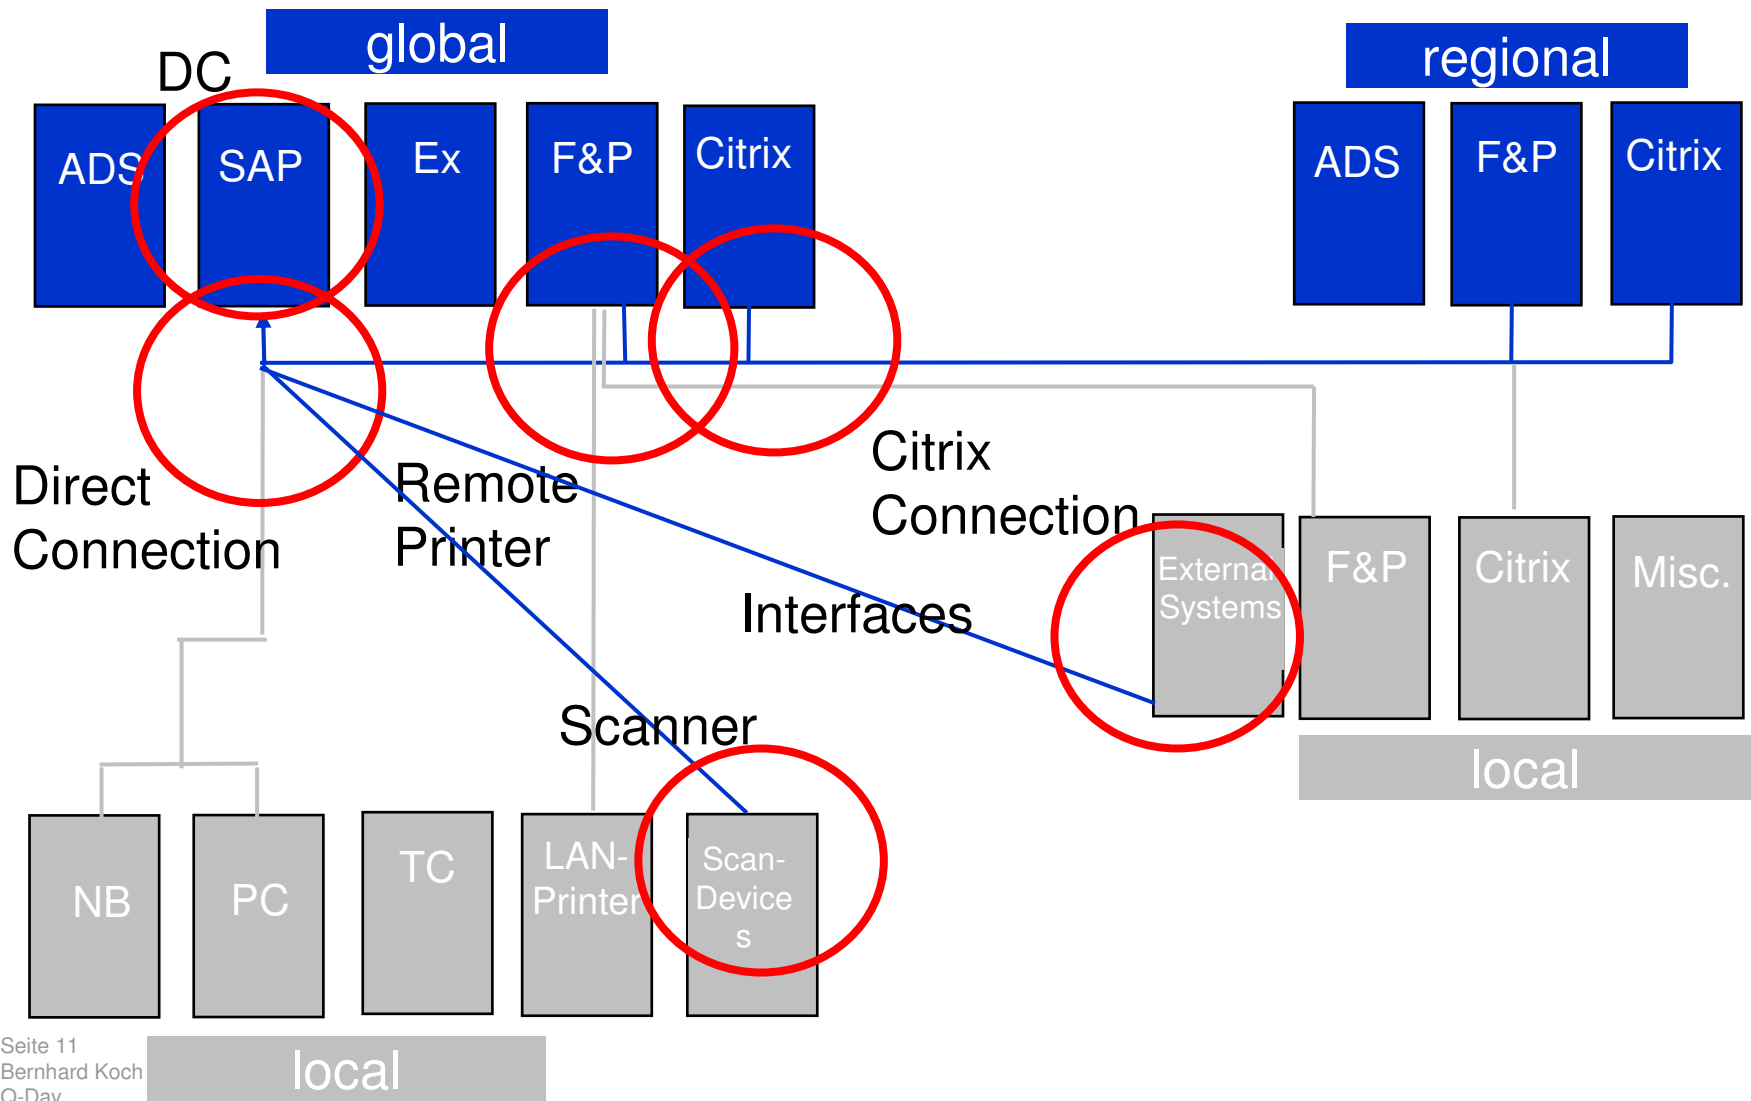 global
regional
DC
ADS
SAP
Ex
F&P
Citrix
ADS
F&P
Citrix
Direct
Connection
Remote
Printer
Citrix
Connection
Interfaces
Scanner
External
Systems
F&P
Citrix
Misc.
local
NB
PC
TC
LAN-
Printer
Scan-
Device
s
local
Seite 11
Bernhard Koch
Q-Day